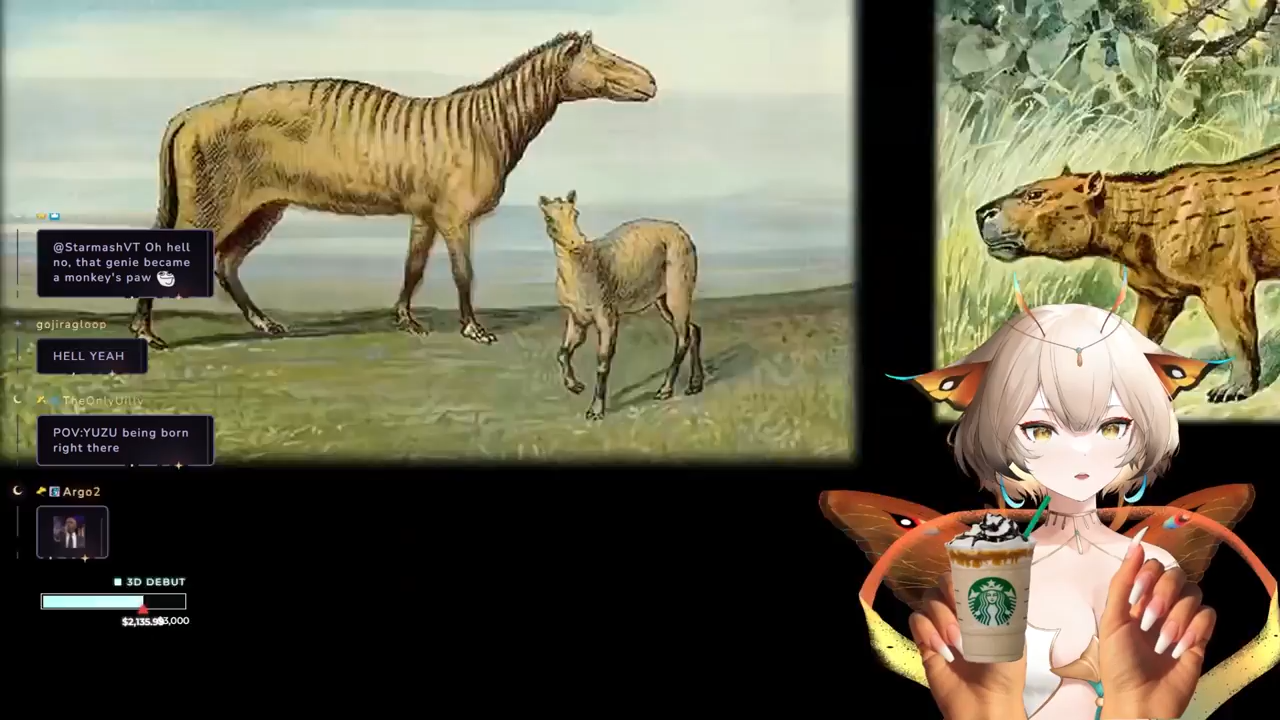 @StarmashVT Oh hell
no, that genie became
a monkey's paw
gojiragloop
HELL YEAH
TheOnlyUilly
POV:YUZU being born
right there
Argo2
3D DEBUT